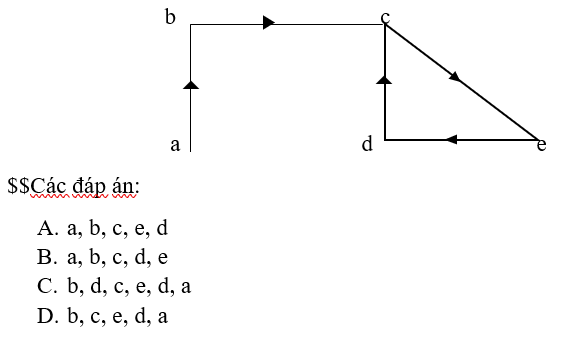 b c
a d e
$$Các đáp án:
A. a, b, c, e, d
B. a, b, c, d, e
C. b, d, c, e, d, a
D. b, c, e, d, a